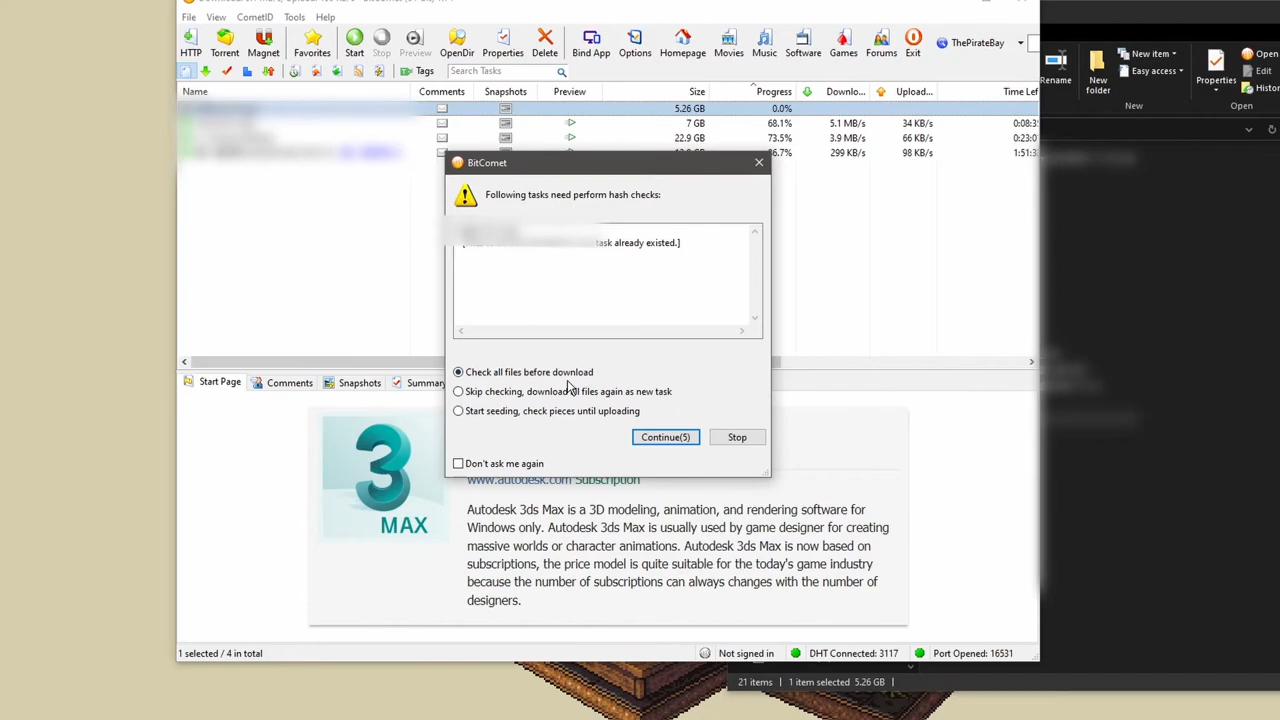 File View CometID Tools Help
HTTP Torrent Magnet Favorites Start Stop Preview OpenDir Properties Delete Bind App Options Homepage Movies Music Software Games Forums Exit ThePirateBay
Tags Search Tasks
Name Comments Snapshots Preview Size Progress Downlo... Upload... Time Left
5.26 GB 0.0%
7 GB 68.1% 5.1 MB/s 34 KB/s
22.9 GB 73.5% 3.9 MB/s 66 KB/s
299 KB/s 98 KB/s
BitComet
Following tasks need perform hash checks:
task already existed.]
Check all files before download
Skip checking, download all files again as new task
Start seeding, check pieces until uploading
Continue(5) Stop
Don't ask me again
Start Page Comments Snapshots Summary
3
MAX
www.autodesk.com Subscription
Autodesk 3ds Max is a 3D modeling, animation, and rendering software for
Windows only. Autodesk 3ds Max is usually used by game designer for creating
massive worlds or character animations. Autodesk 3ds Max is now based on
subscriptions, the price model is quite suitable for the today's game industry
because the number of subscriptions can always changes with the number of
designers.
1 selected / 4 in total Not signed in DHT Connected: 3117 Port Opened: 16531
Rename New folder New item Easy access New
Properties Open Edit Open
21 items 1 item selected 5.26 GB